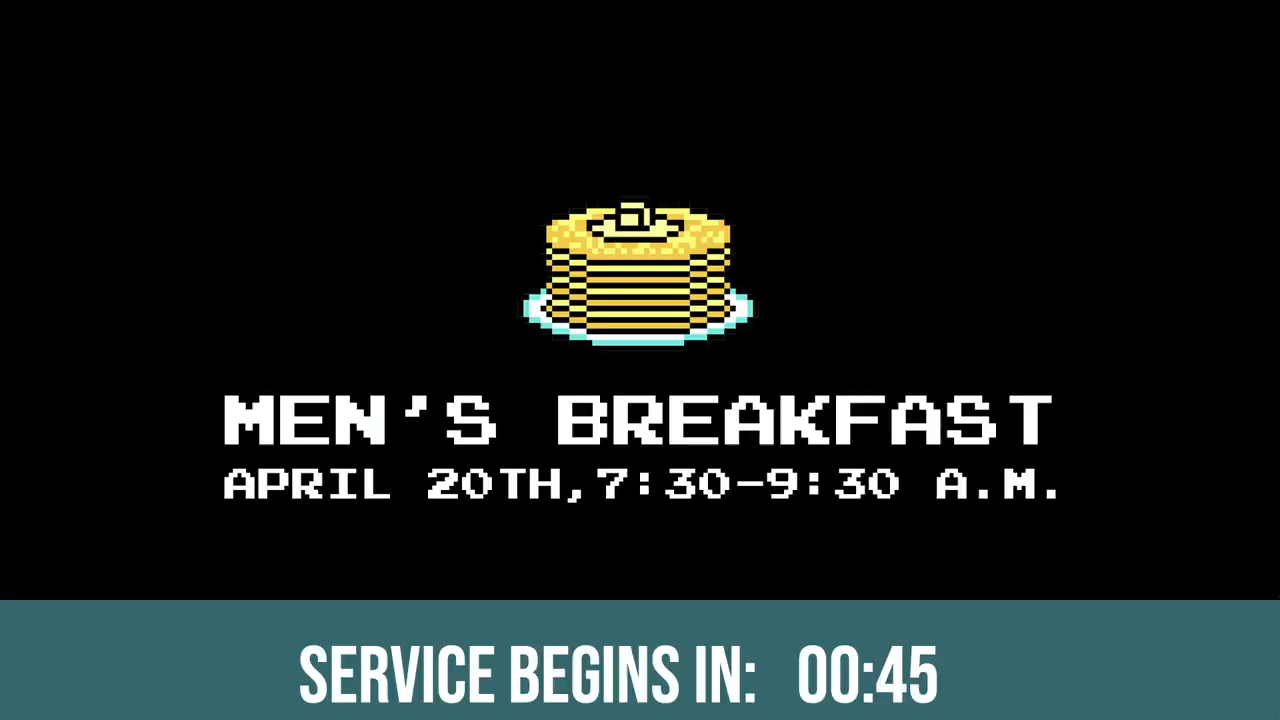 MEN'S BREAKFAST
APRIL 20TH,7:30-9:30 A.M.
SERVICE BEGINS IN: 00:45